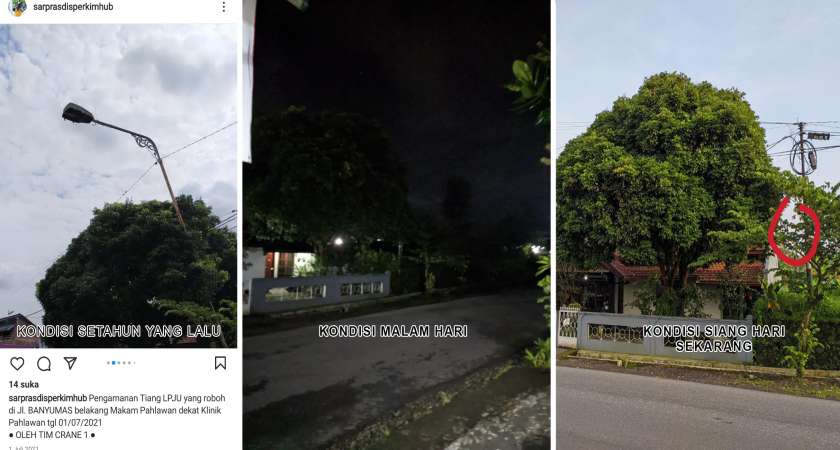 sarprasdisperkimhub
KONDISI SETAHUN YANG LALU
14 suka
sarprasdisperkimhub Pengamanan Tiang LPJU yang roboh
di Jl. BANYUMAS belakang Makam Pahlawan dekat Klinik
Pahlawan tgl 01/07/2021
● OLEH TIM CRANE 1 ●
KONDISI MALAM HARI
KONDISI SIANG HARI
SEKARANG